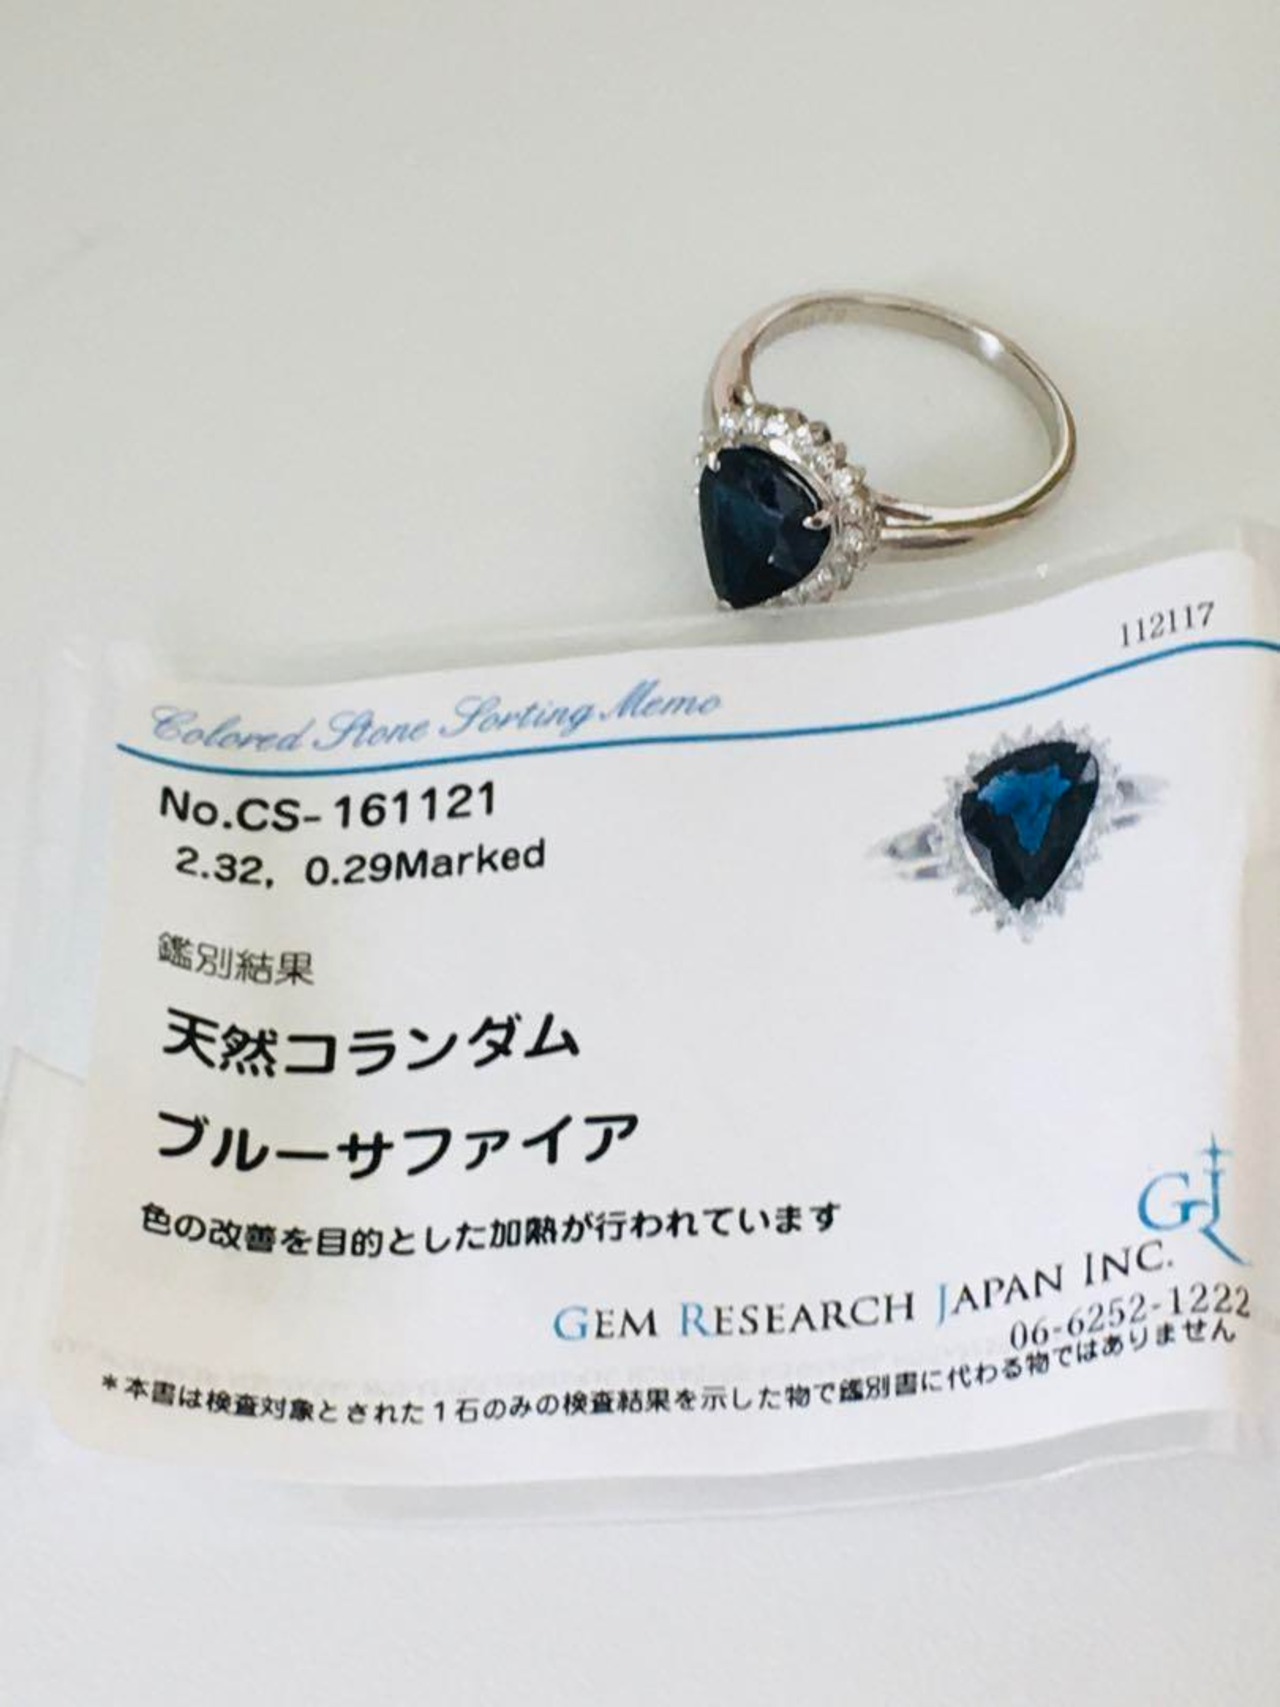 112117
Colored Stone Sorting Memo
No.CS-161121
2.32, 0.29Marked
鑑別結果
天然コランダム
ブルーサファイア
色の改善を目的とした加熱が行われています
GJ
GEM RESEARCH JAPAN INC.
06-6252-1222
*本書は検査対象とされた1石のみの検査結果を示した物で鑑別書に代わる物ではありません